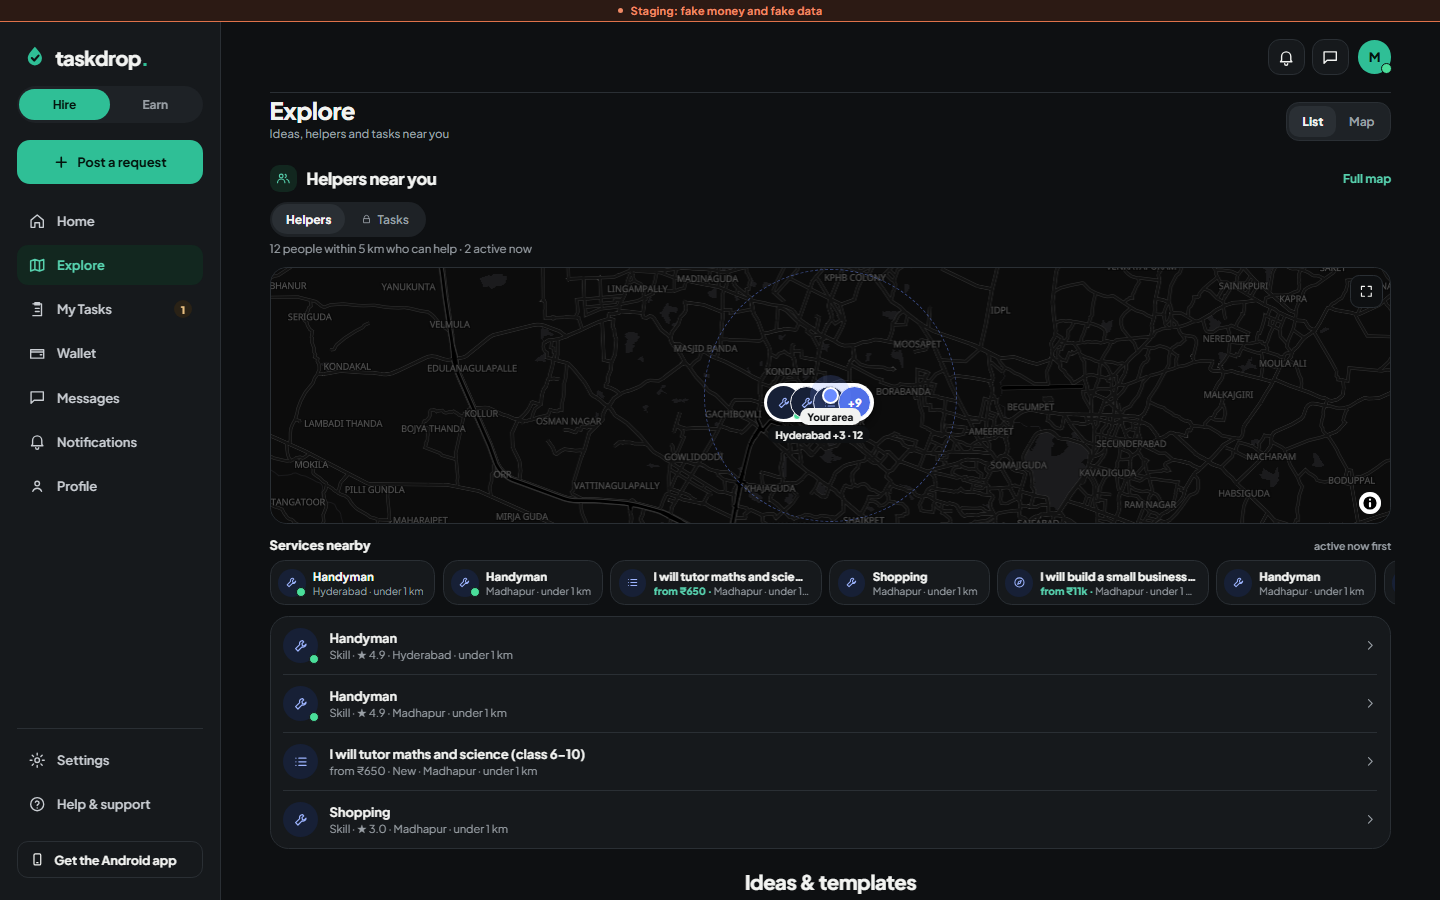 Staging: fake money and fake data
taskdrop.
Hire
Earn
Post a request
Home
Explore
My Tasks
1
Wallet
Messages
Notifications
Profile
Settings
Help & support
Get the Android app
M
Explore
Ideas, helpers and tasks near you
List
Map
Helpers near you
Full map
Helpers
Tasks
12 people within 5 km who can help · 2 active now
MADINAGUDA
KPHB COLONY
BHANUR
YANUKUNTA
LINGAMPALLY
SAINIKPURI
KAPRA
SERIGUDA
VELMULA
IDPL
MASJID BANDA
MOOSAPET
NEREDMET
KONDAKAL
EDULANAGULAPALLE
KONDAPUR
MOULA ALI
BORABANDA
MALKAJGIRI
+9
Your area
Hyderabad +3 · 12
LAMBADI THANDA
KOLLUR
BOJYA THANDA
OSMAN NAGAR
GACHIBOWLI
BEGUMPET
AMEERPET
SECUNDERABAD
MOKILA
GOWLIDODDI
SOMAJIGUDA
KAVADIGUDA
NACHARAM
ORR
PILLI GUNDLA
VATTINAGULAPALLY
KHAJAGUDA
HABSIGUDA
BODUPPAL
TANGATOOR
MAHARAJPET
MIRJA GUDA
SHAIKPET
RAM NAGAR
SAIFABAD
Services nearby
active now first
Handyman
Hyderabad · under 1 km
Handyman
Madhapur · under 1 km
I will tutor maths and scie...
from ₹650 · Madhapur · under 1...
Shopping
Madhapur · under 1 km
I will build a small business...
from ₹11k · Madhapur · under 1 ...
Handyman
Madhapur · under 1 km
Handyman
Skill · ★ 4.9 · Hyderabad · under 1 km
Handyman
Skill · ★ 4.9 · Madhapur · under 1 km
I will tutor maths and science (class 6–10)
from ₹650 · New · Madhapur · under 1 km
Shopping
Skill · ★ 3.0 · Madhapur · under 1 km
Ideas & templates